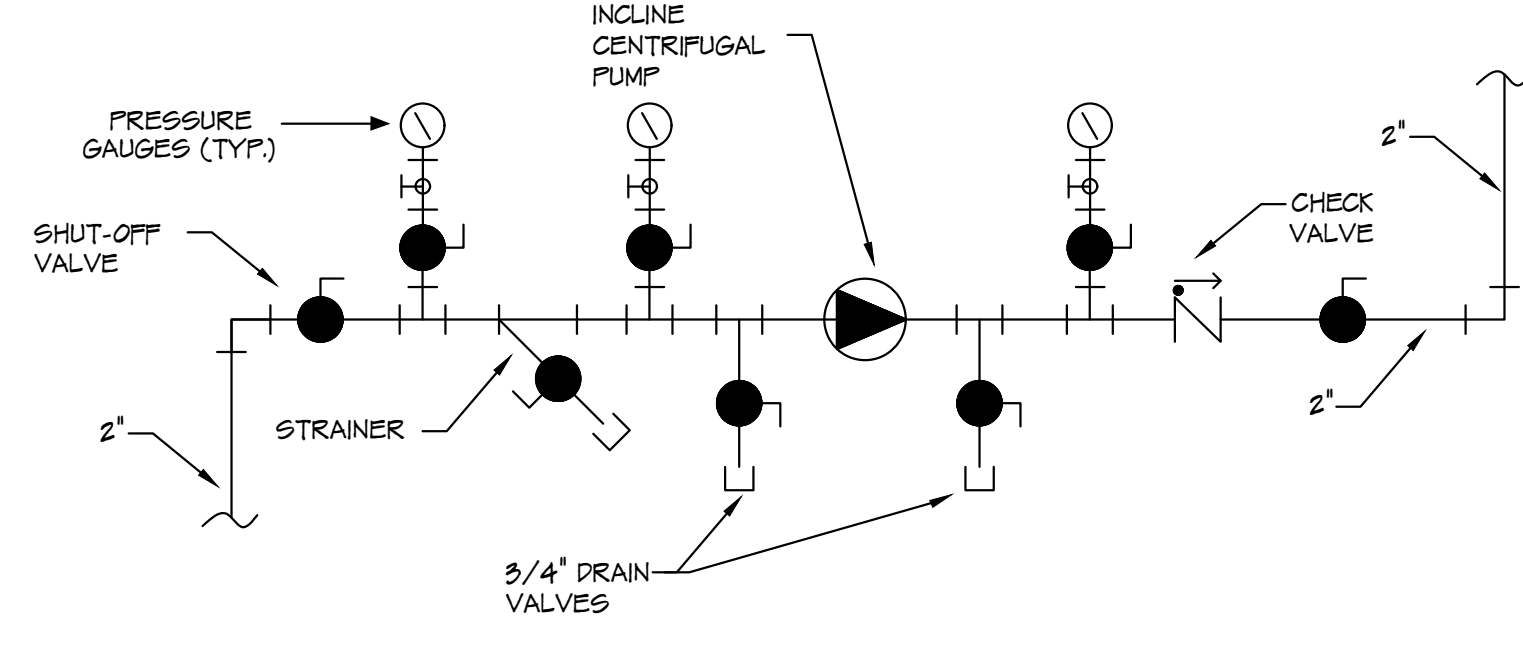 INCLINE
CENTRIFUGAL
PUMP
PRESSURE
GAUGES (TYP.)
2"
CHECK
VALVE
SHUT-OFF
VALVE
2"
STRAINER
2"
3/4" DRAIN
VALVES